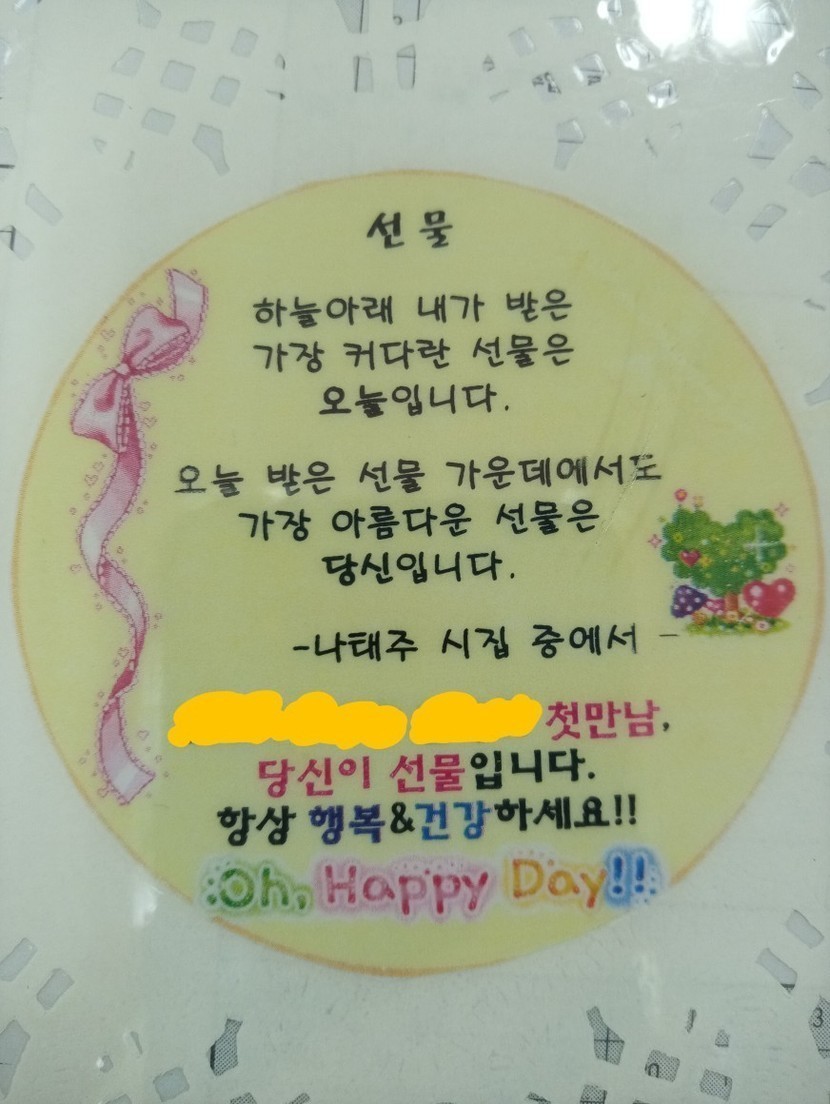 선물
하늘아래 내가 받은
가장 커다란 선물은
오늘입니다.
오늘 받은 선물 가운데에서도
가장 아름다운 선물은
당신입니다.
-나태주 시집 중에서 -
첫만남,
당신이 선물입니다.
항상 행복&건강하세요!!
Oh, Happy Day!!
3